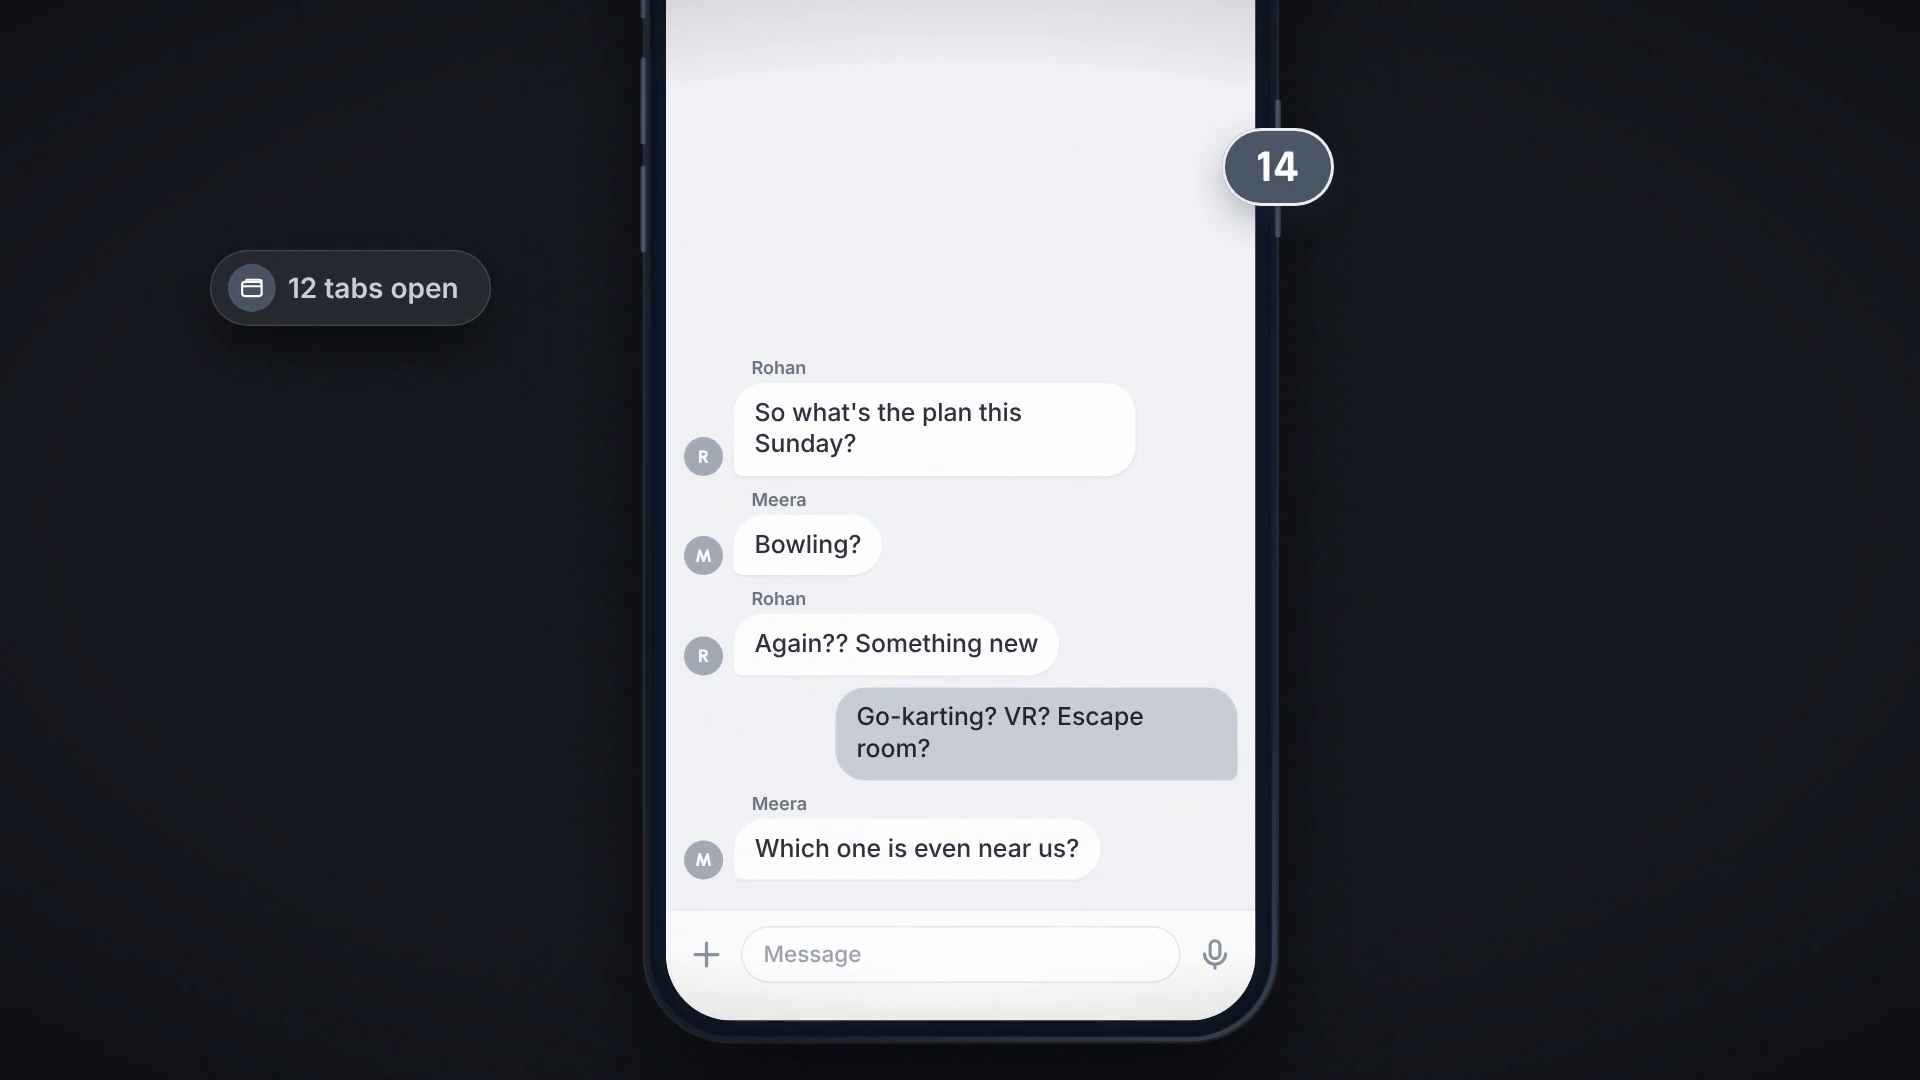 14
12 tabs open
Rohan
So what's the plan this
Sunday?
R
Meera
Bowling?
M
Rohan
Again?? Something new
R
Go-karting? VR? Escape
room?
Meera
Which one is even near us?
M
Message